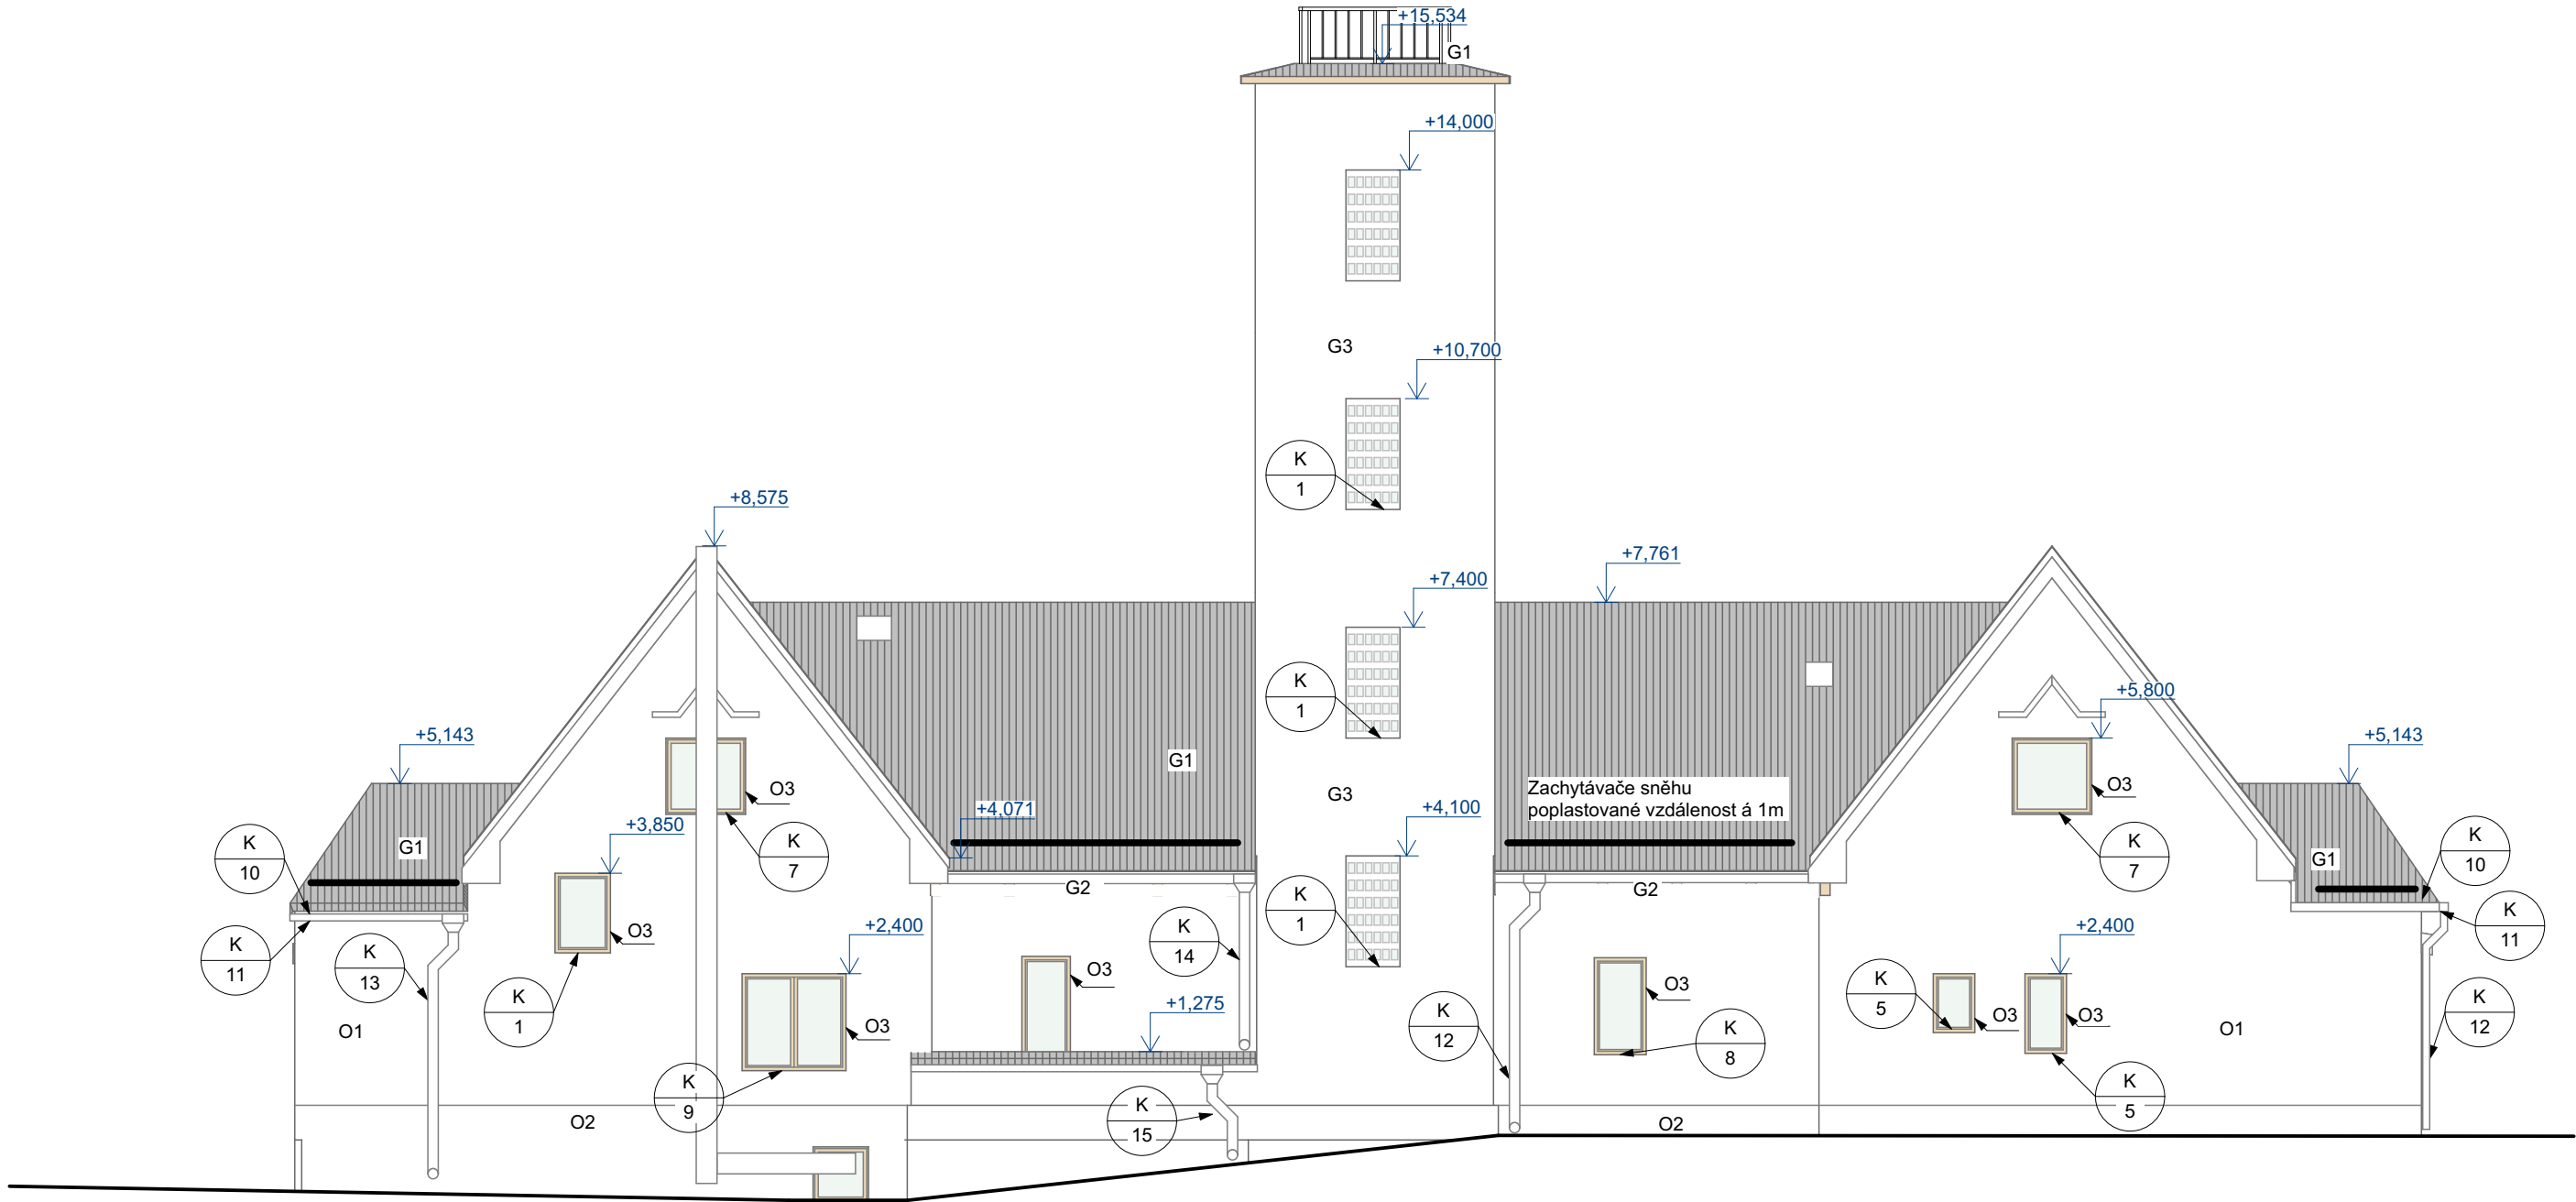 +15,534
G1
+14,000
G3
+10,700
K
1
+8,575
+7,761
+7,400
K
1
+5,800
+5,143
+5,143
G1
O3
O3
Zachytávače sněhu
poplastované vzdálenost á 1m
G3
+4,071
+4,100
+3,850
K
10
G1
K
7
K
7
G1
K
10
G2
G2
K
1
K
11
K
13
O3
+2,400
K
14
+2,400
K
11
O3
O3
K
5
K
1
+1,275
O3
O3
O1
O3
K
12
K
8
O1
K
12
K
9
K
5
O2
K
15
O2